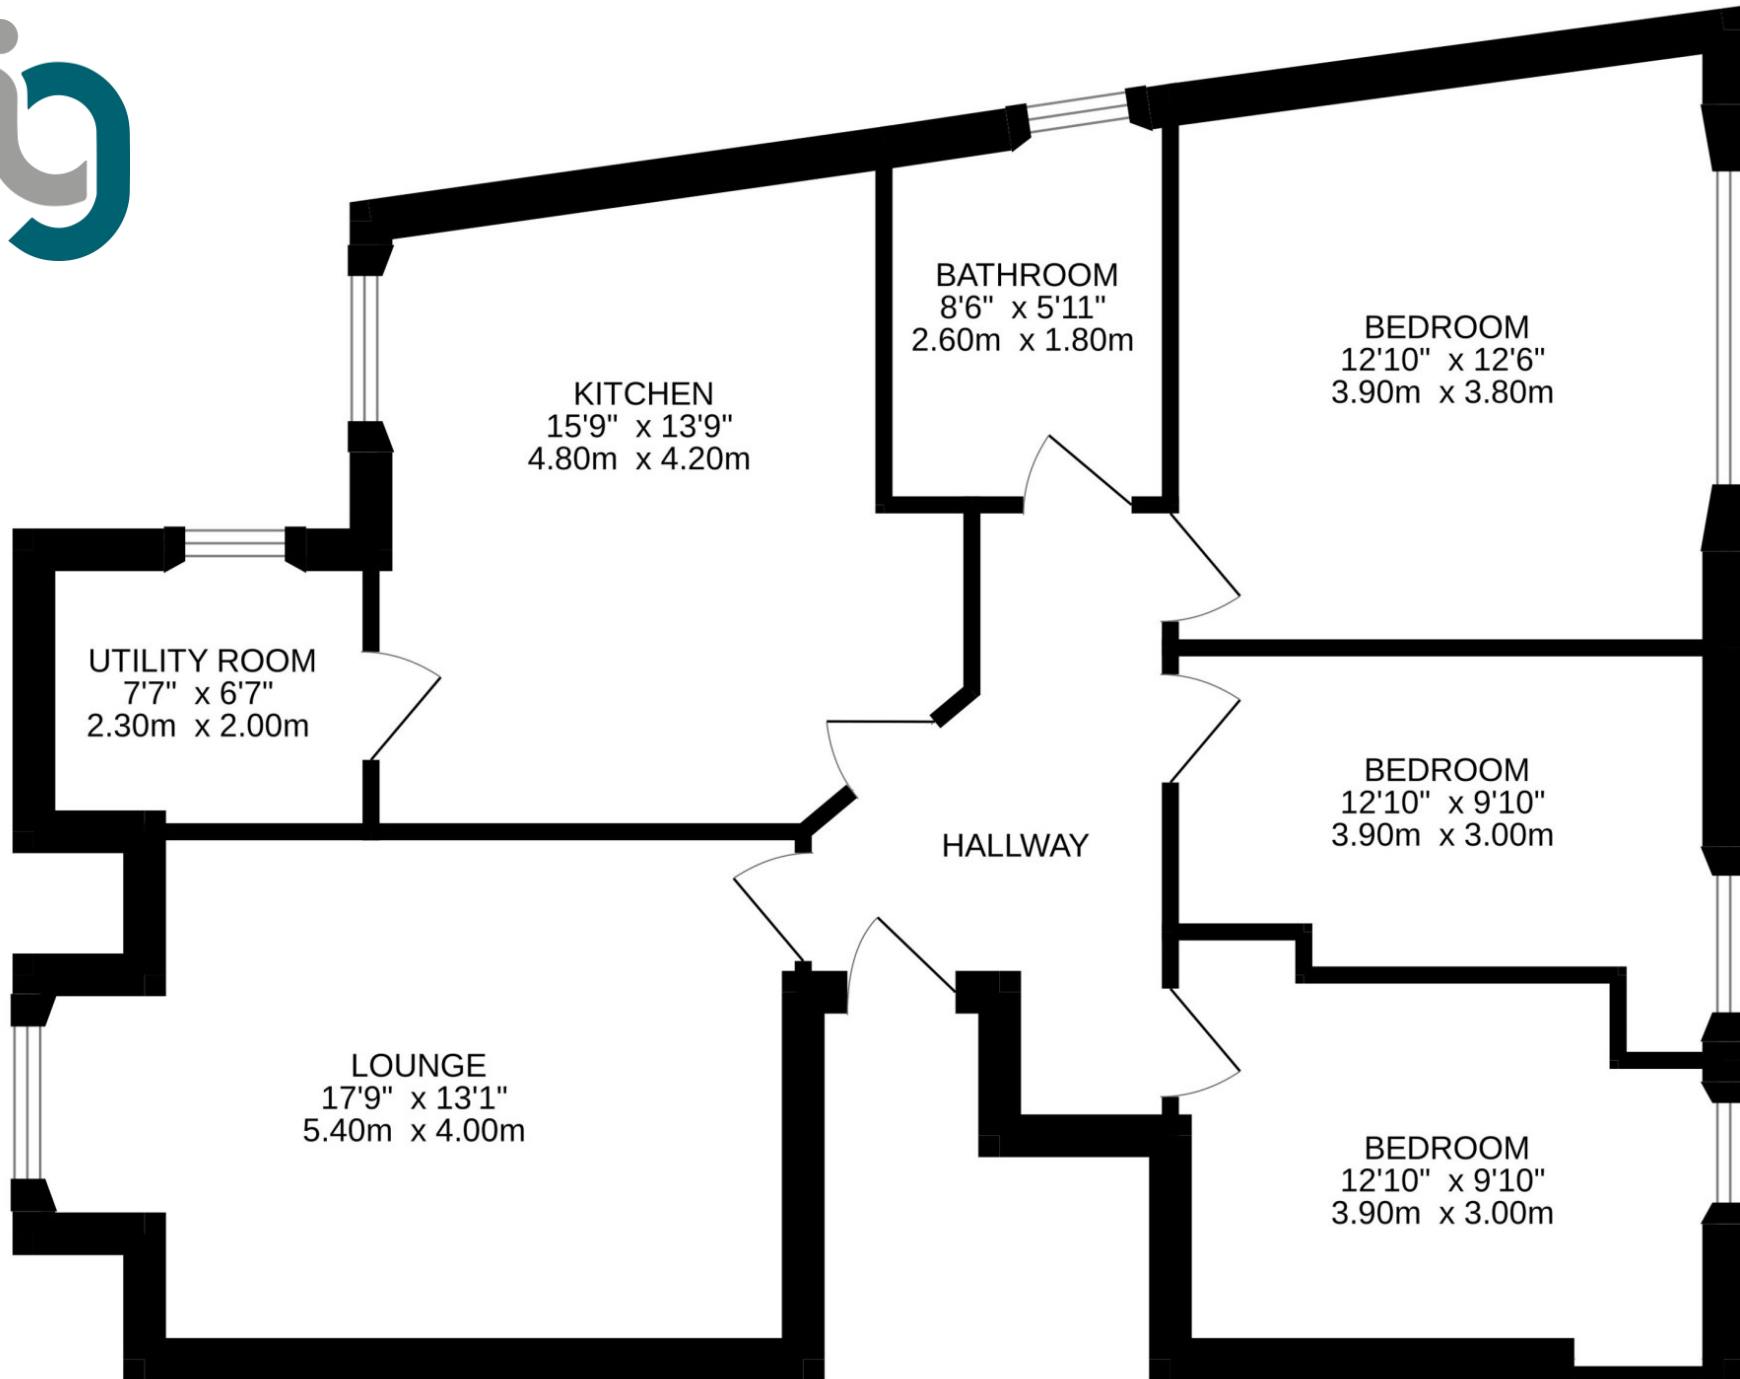 BATHROOM
8'6" x 5'11"
2.60m x 1.80m
BEDROOM
12'10" x 12'6"
3.90m x 3.80m
KITCHEN
15'9" x 13'9"
4.80m x 4.20m
UTILITY ROOM
7'7" x 6'7"
2.30m x 2.00m
BEDROOM
12'10" x 9'10"
3.90m x 3.00m
HALLWAY
LOUNGE
17'9" x 13'1"
5.40m x 4.00m
BEDROOM
12'10" x 9'10"
3.90m x 3.00m